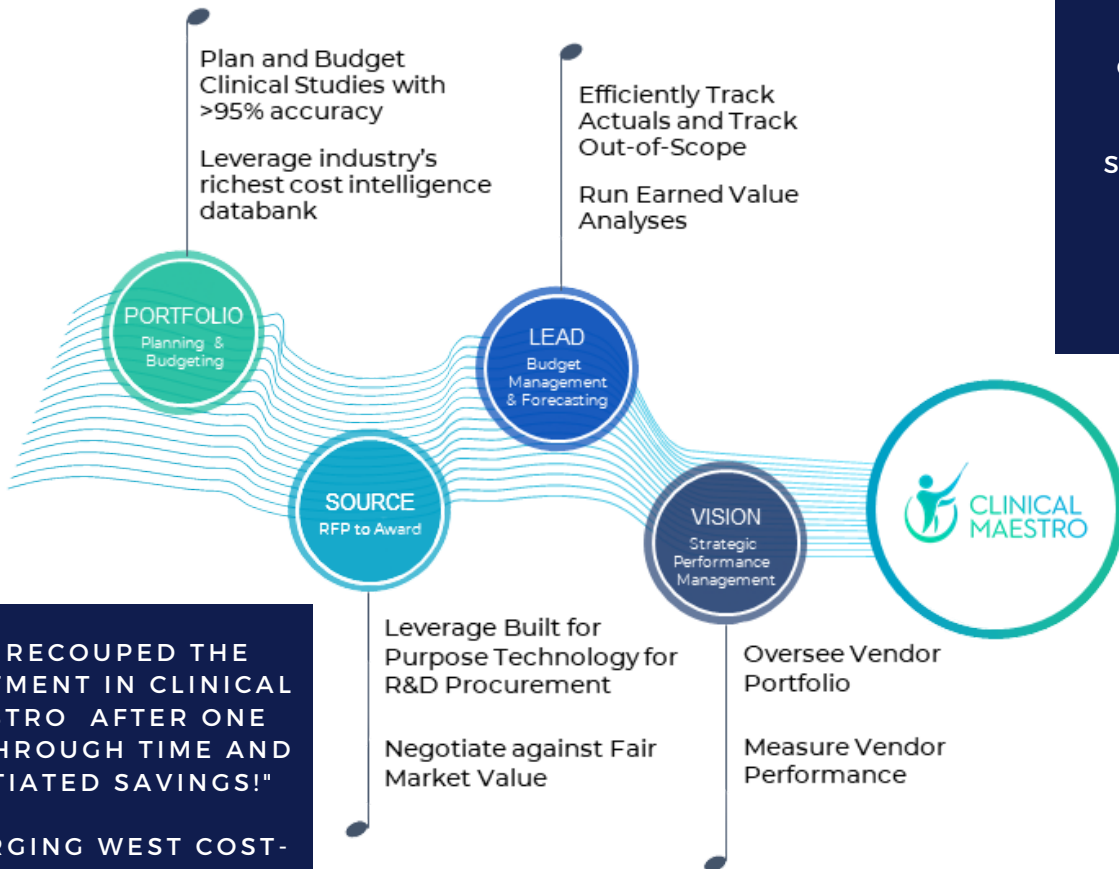 Plan and Budget
Clinical Studies with
>95% accuracy
Leverage industry's
richest cost intelligence
databank
Efficiently Track
Actuals and Track
Out-of-Scope
Run Earned Value
Analyses
S
PORTFOLIO
Planning &
Budgeting
LEAD
Budget
Management
& Forecasting
SOURCE
RFP to Award
VISION
Strategic
Performance
Management
CLINICAL
MAESTRO
Leverage Built for
Purpose Technology for
R&D Procurement
Negotiate against Fair
Market Value
Oversee Vendor
Portfolio
Measure Vendor
Performance
RECOUPED THE
TMENT IN CLINICAL
STRO AFTER ONE
HROUGH TIME AND
TIATED SAVINGS!"
RGING WEST COST-